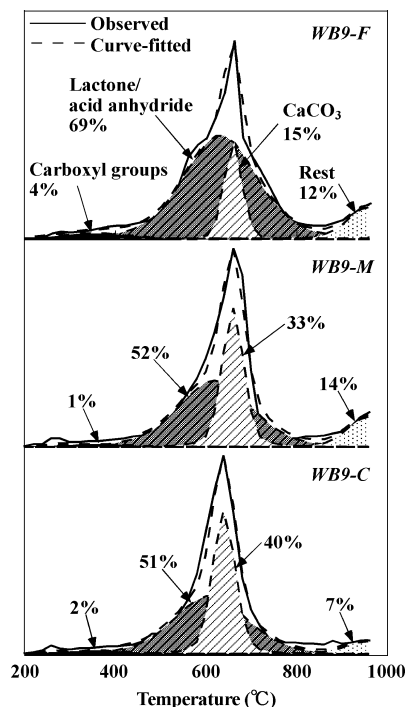 Observed
Curve-fitted
WB9-F
Lactone/
acid anhydride
69%
CaCO₃
15%
Carboxyl groups
4%
Rest
12%
WB9-M
52%
33%
1%
14%
WB9-C
51%
40%
2%
7%
200 400 600 800 1000
Temperature (℃)